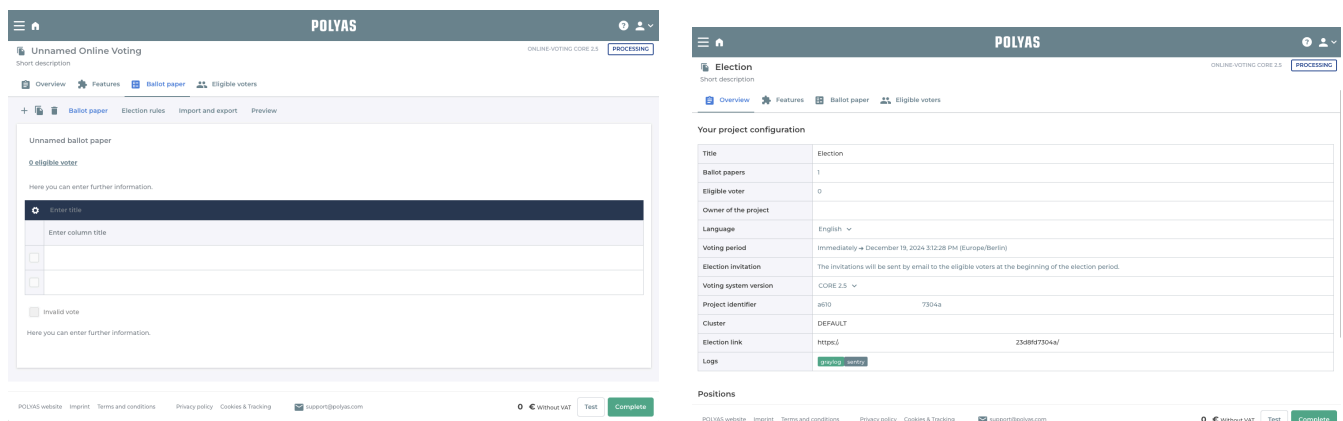 POLYAS
Unnamed Online Voting
ONLINE-VOTING CORE 2.5 PROCESSING
Short description
Overview Features Ballot paper Eligible voters
Ballot paper Election rules Import and export Preview
Unnamed ballot paper
0 eligible voter
Here you can enter further information.
Enter title
Enter column title
Invalid vote
Here you can enter further information.
POLYAS website Imprint Terms and conditions Privacy policy Cookies & Tracking support@polyas.com 0 € Without VAT Test Complete
POLYAS
Election
ONLINE-VOTING CORE 2.5 PROCESSING
Short description
Overview Features Ballot paper Eligible voters
Your project configuration
Title Election
Ballot papers 1
Eligible voter 0
Owner of the project
Language English
Voting period Immediately → December 19, 2024 3:12:28 PM (Europe/Berlin)
Election invitation The invitations will be sent by email to the eligible voters at the beginning of the election period.
Voting system version CORE 2.5
Project identifier a610 7304a
Cluster DEFAULT
Election link https:/ 23d8fd7304a/
Logs graylog sentry
Positions
POLYAS website Imprint Terms and conditions Privacy policy Cookies & Tracking support@polyas.com 0 € Without VAT Test Complete